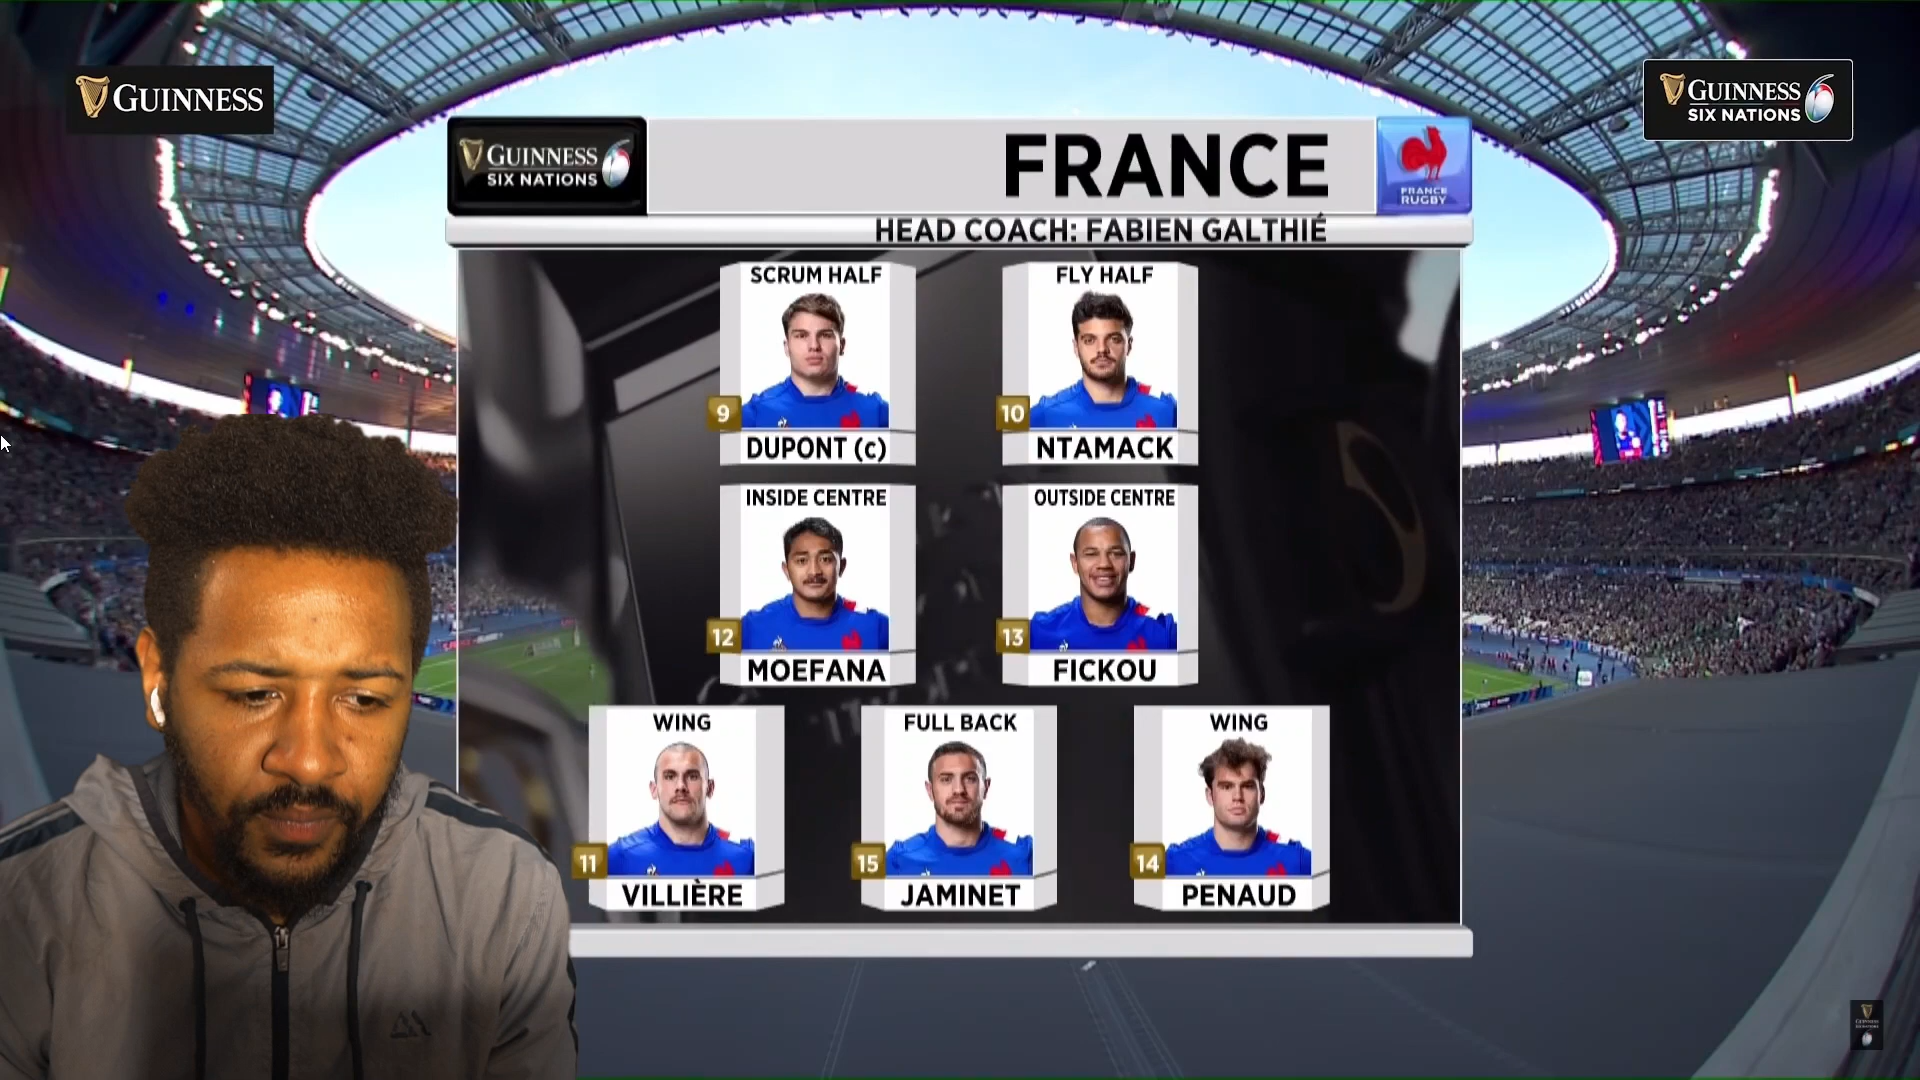 GUINNESS
GUINNESS
SIX NATIONS
GUINNESS
SIX NATIONS
FRANCE
FRANCE
RUGBY
HEAD COACH: FABIEN GALTHIÉ
SCRUM HALF
9
DUPONT (c)
FLY HALF
10
NTAMACK
INSIDE CENTRE
12
MOEFANA
OUTSIDE CENTRE
13
FICKOU
WING
11
VILLIÈRE
FULL BACK
15
JAMINET
WING
14
PENAUD